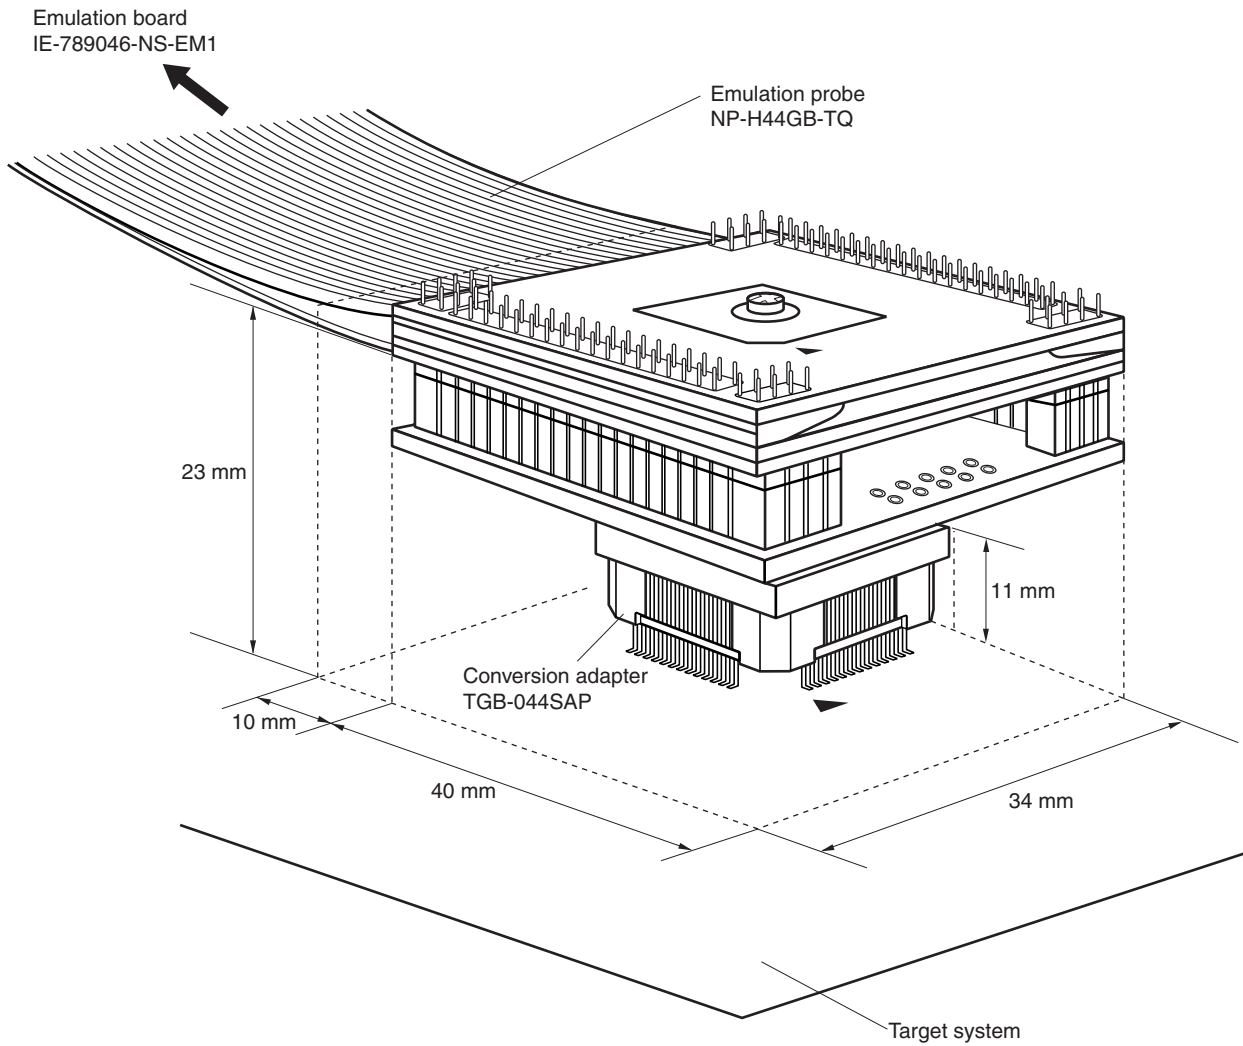 Emulation board
IE-789046-NS-EM1
Emulation probe
NP-H44GB-TQ
23 mm
11 mm
Conversion adapter
TGB-044SAP
10 mm
40 mm
34 mm
Target system